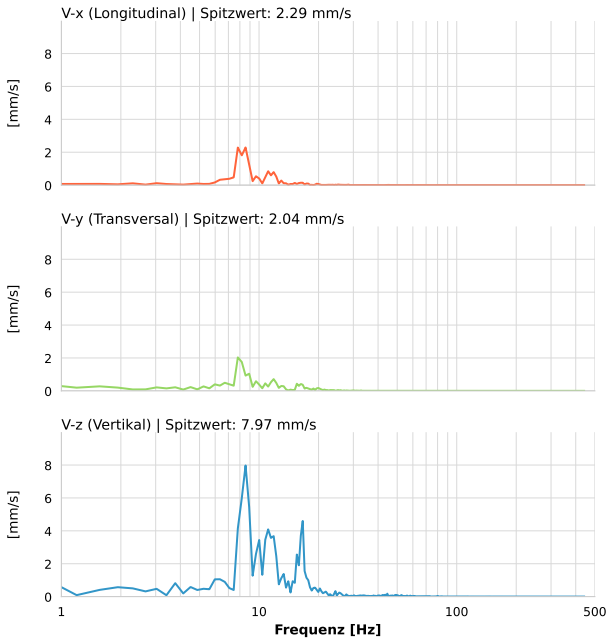 V-x (Longitudinal) | Spitzwert: 2.29 mm/s
[mm/s]
8
6
4
2
0
V-y (Transversal) | Spitzwert: 2.04 mm/s
[mm/s]
8
6
4
2
0
V-z (Vertikal) | Spitzwert: 7.97 mm/s
[mm/s]
8
6
4
2
0
1 10 100 500
Frequenz [Hz]